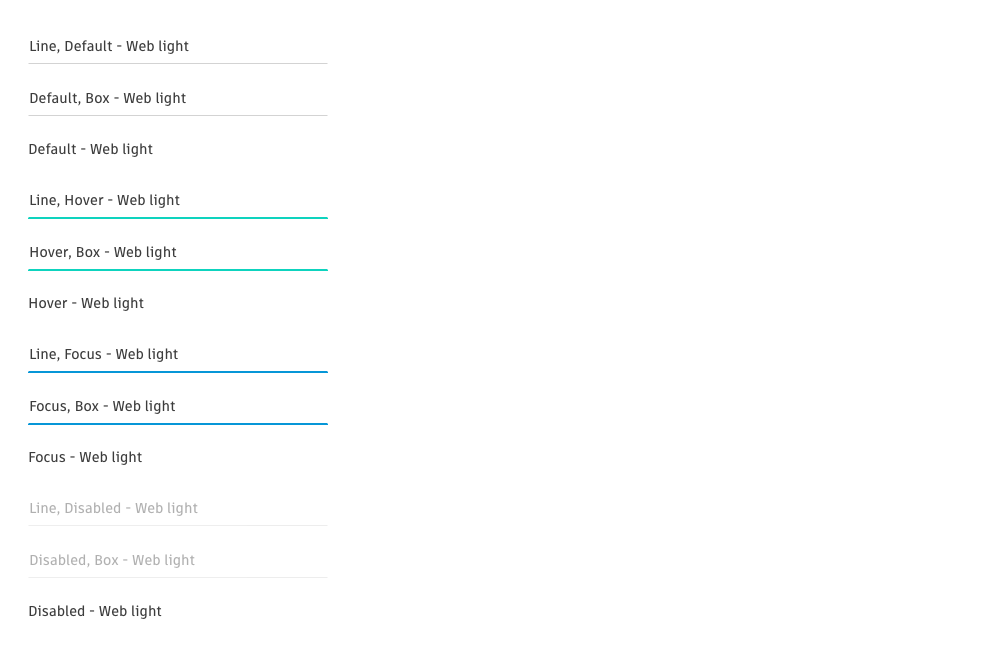 Line, Default - Web light
Default, Box - Web light
Default - Web light
Line, Hover - Web light
Hover, Box - Web light
Hover - Web light
Line, Focus - Web light
Focus, Box - Web light
Focus - Web light
Line, Disabled - Web light
Disabled, Box - Web light
Disabled - Web light